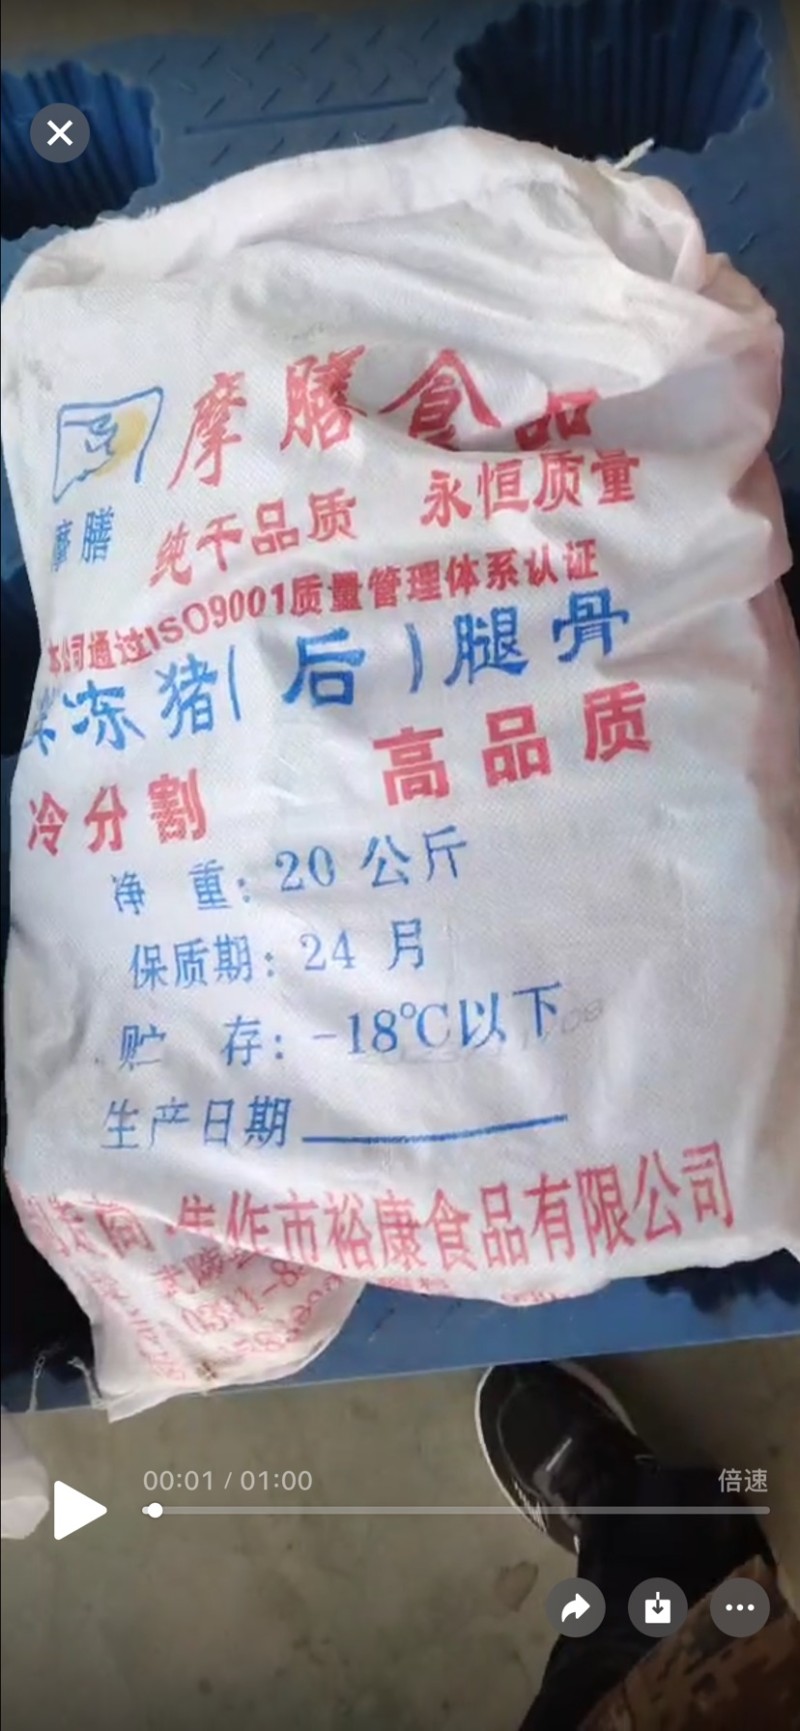 摩膳食品
摩膳
纯干品质 永恒质量
本公司通过ISO9001质量管理体系认证
冻猪(后)腿骨
冷分割 高品质
净 重: 20 公斤
保质期: 24 月
贮 存: -18℃以下
生产日期
焦作市裕康食品有限公司
00:01 / 01:00
倍速